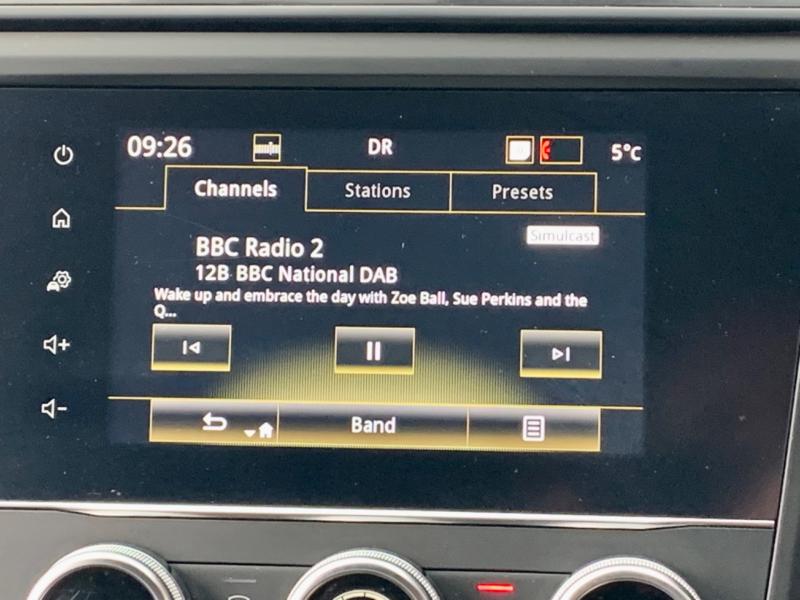 09:26 DR 5°C
Channels Stations Presets
Simulcast
BBC Radio 2
12B BBC National DAB
Wake up and embrace the day with Zoe Ball, Sue Perkins and the
Q...
Band